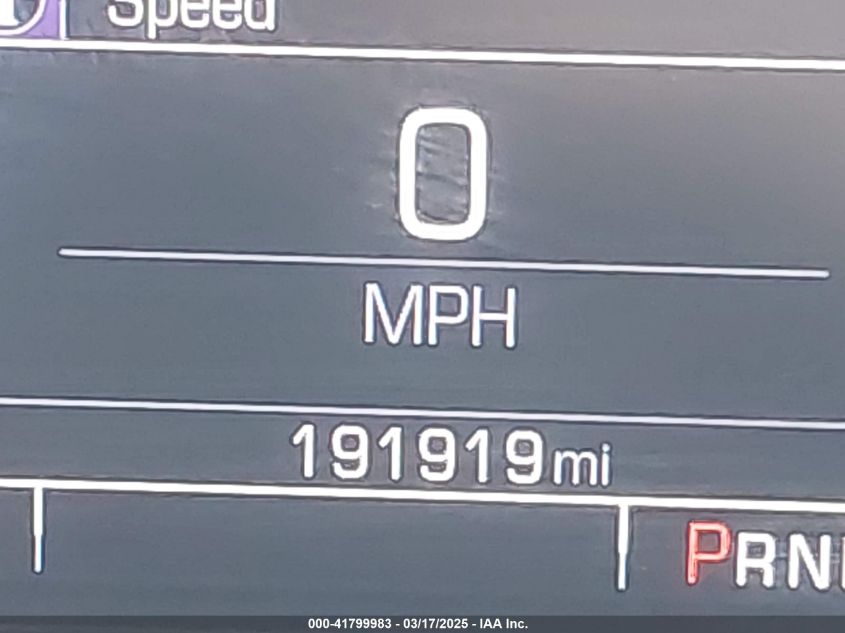 Speed
0
MPH
191919mi
PRN
000-41799983 - 03/17/2025 - IAA Inc.